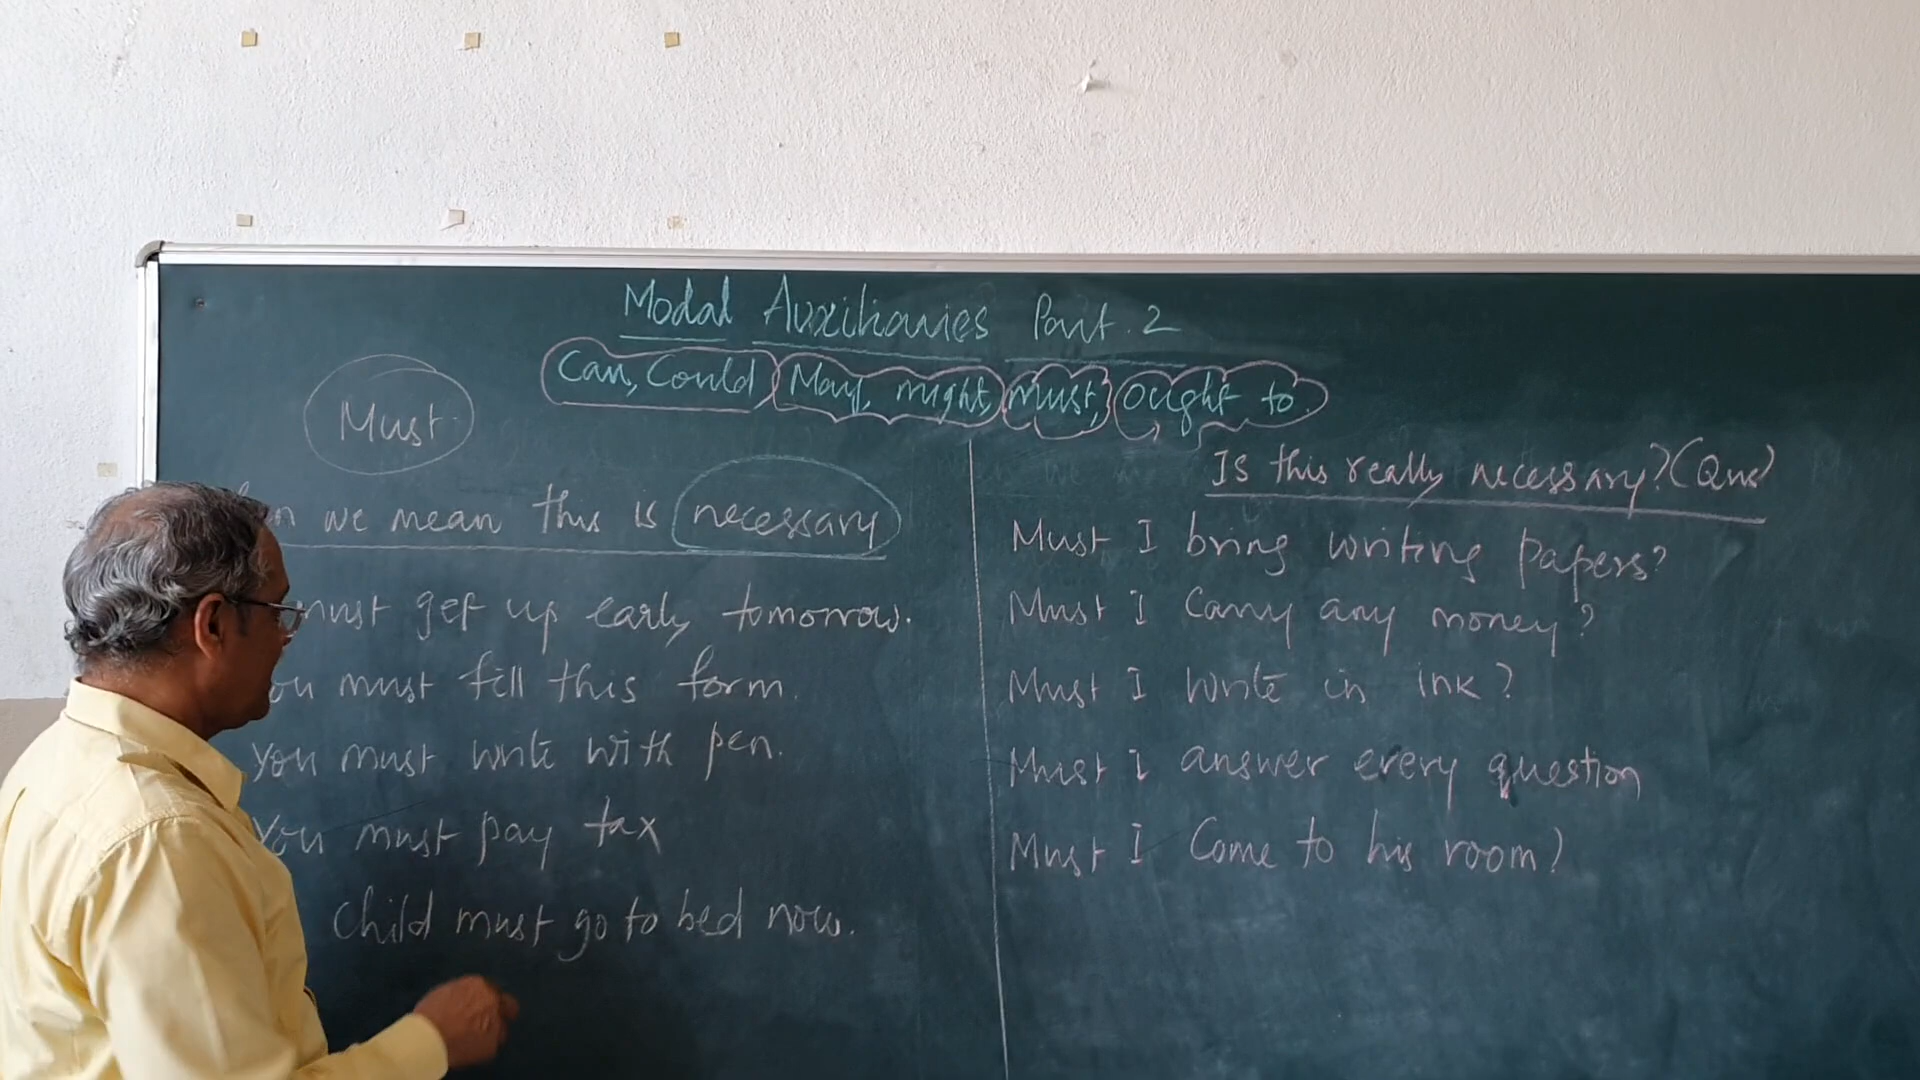 Modal Auxiliaries Part. 2
Can, Could May, might, must, ought to.
Must
we mean this is necessary
must get up early tomorrow.
must fill this form.
You must write with pen.
You must pay tax
child must go to bed now.
Is this really necessary? (Que)
Must I bring writing papers?
Must I carry any money?
Must I write in ink?
Must I answer every question
Must I Come to his room?